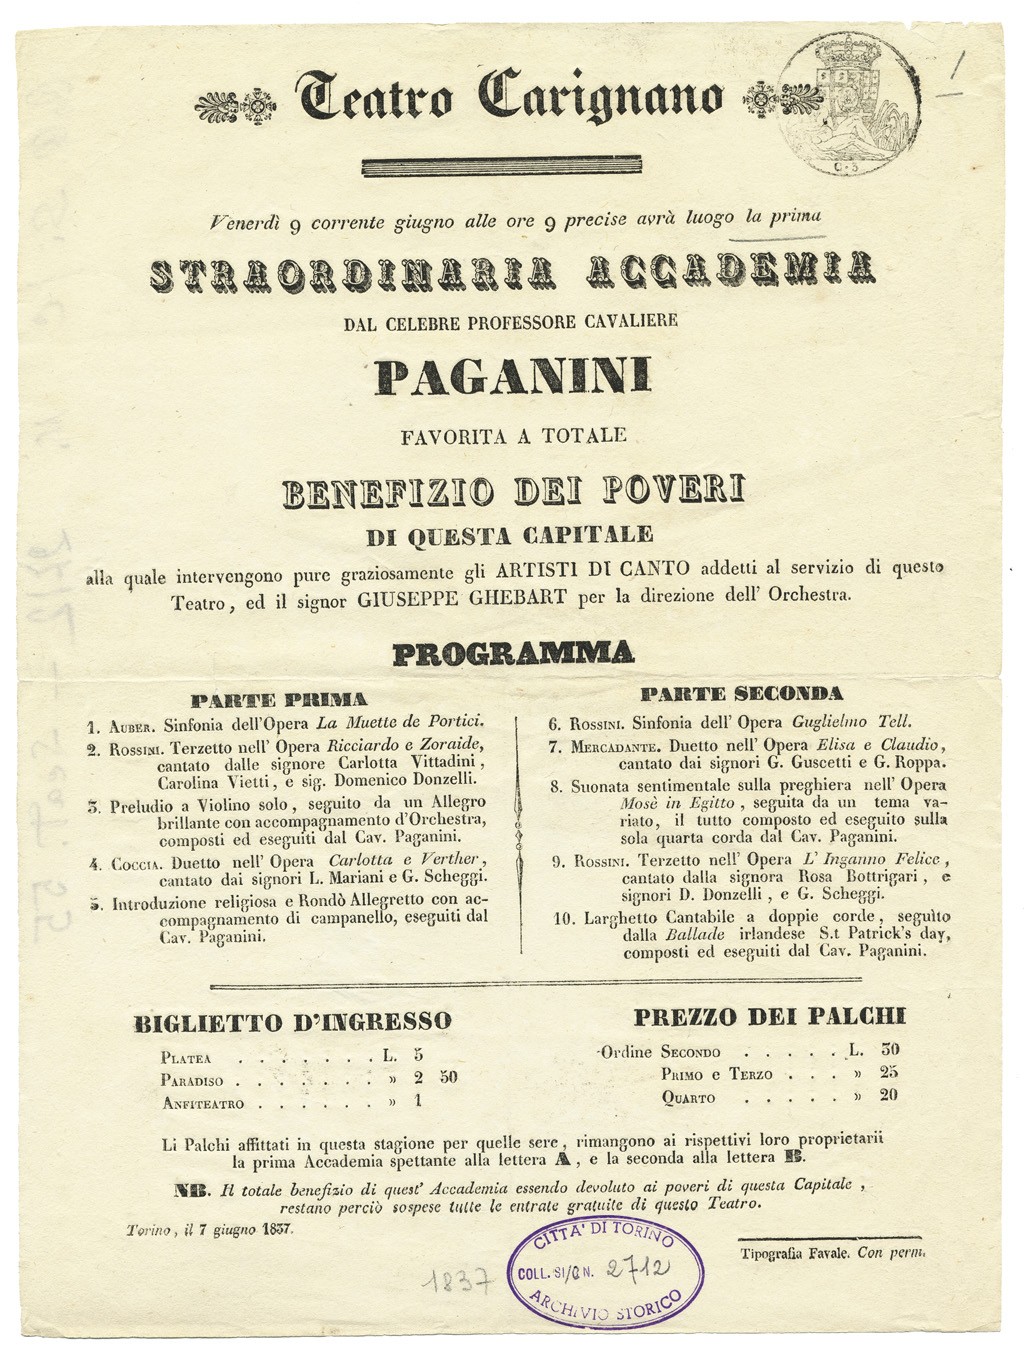 Teatro Carignano
1
0-5
Venerdì 9 corrente giugno alle ore 9 precise avrà luogo la prima
STRAORDINARIA ACCADEMIA
DAL CELEBRE PROFESSORE CAVALIERE
PAGANINI
FAVORITA A TOTALE
BENEFIZIO DEI POVERI
DI QUESTA CAPITALE
alla quale intervengono pure graziosamente gli ARTISTI DI CANTO addetti al servizio di questo
Teatro, ed il signor GIUSEPPE GHEBART per la direzione dell' Orchestra.
PROGRAMMA
PARTE PRIMA
1. AUBER. Sinfonia dell'Opera La Muette de Portici.
2. ROSSINI. Terzetto nell' Opera Ricciardo e Zoraide,
cantato dalle signore Carlotta Vittadini,
Carolina Vietti, e sig. Domenico Donzelli.
3. Preludio a Violino solo, seguito da un Allegro
brillante con accompagnamento d'Orchestra,
composti ed eseguiti dal Cav. Paganini.
4. COCCIA. Duetto nell' Opera Carlotta e Verther,
cantato dai signori L. Mariani e G. Scheggi.
5. Introduzione religiosa e Rondò Allegretto con ac-
compagnamento di campanello, eseguiti dal
Cav. Paganini.
PARTE SECONDA
6. ROSSINI. Sinfonia dell' Opera Guglielmo Tell.
7. MERCADANTE. Duetto nell' Opera Elisa e Claudio,
cantato dai signori G. Guscetti e G. Roppa.
8. Suonata sentimentale sulla preghiera nell' Opera
Mosè in Egitto, seguita da un tema va-
riato, il tutto composto ed eseguito sulla
sola quarta corda dal Cav. Paganini.
9. ROSSINI. Terzetto nell' Opera L' Inganno Felice,
cantato dalla signora Rosa Bottrigari, e
signori D. Donzelli, e G. Scheggi.
10. Larghetto Cantabile a doppie corde, seguito
dalla Ballade irlandese S.t Patrick's day,
composti ed eseguiti dal Cav. Paganini.
BIGLIETTO D'INGRESSO
PLATEA . . . . . . . L. 5
PARADISO . . . . . . . » 2 50
ANFITEATRO . . . . . . » 1
PREZZO DEI PALCHI
Ordine SECONDO . . . . . L. 30
PRIMO e TERZO . . . » 25
QUARTO . . . . . » 20
Li Palchi affittati in questa stagione per quelle sere, rimangono ai rispettivi loro proprietarii
la prima Accademia spettante alla lettera A, e la seconda alla lettera B.
NB. Il totale benefizio di quest' Accademia essendo devoluto ai poveri di questa Capitale,
restano perciò sospese tutte le entrate gratuite di questo Teatro.
Torino, il 7 giugno 1837.
Tipografia Favale. Con perm.
1837
CITTA' DI TORINO
COLL. SI/C N. 2712
ARCHIVIO STORICO